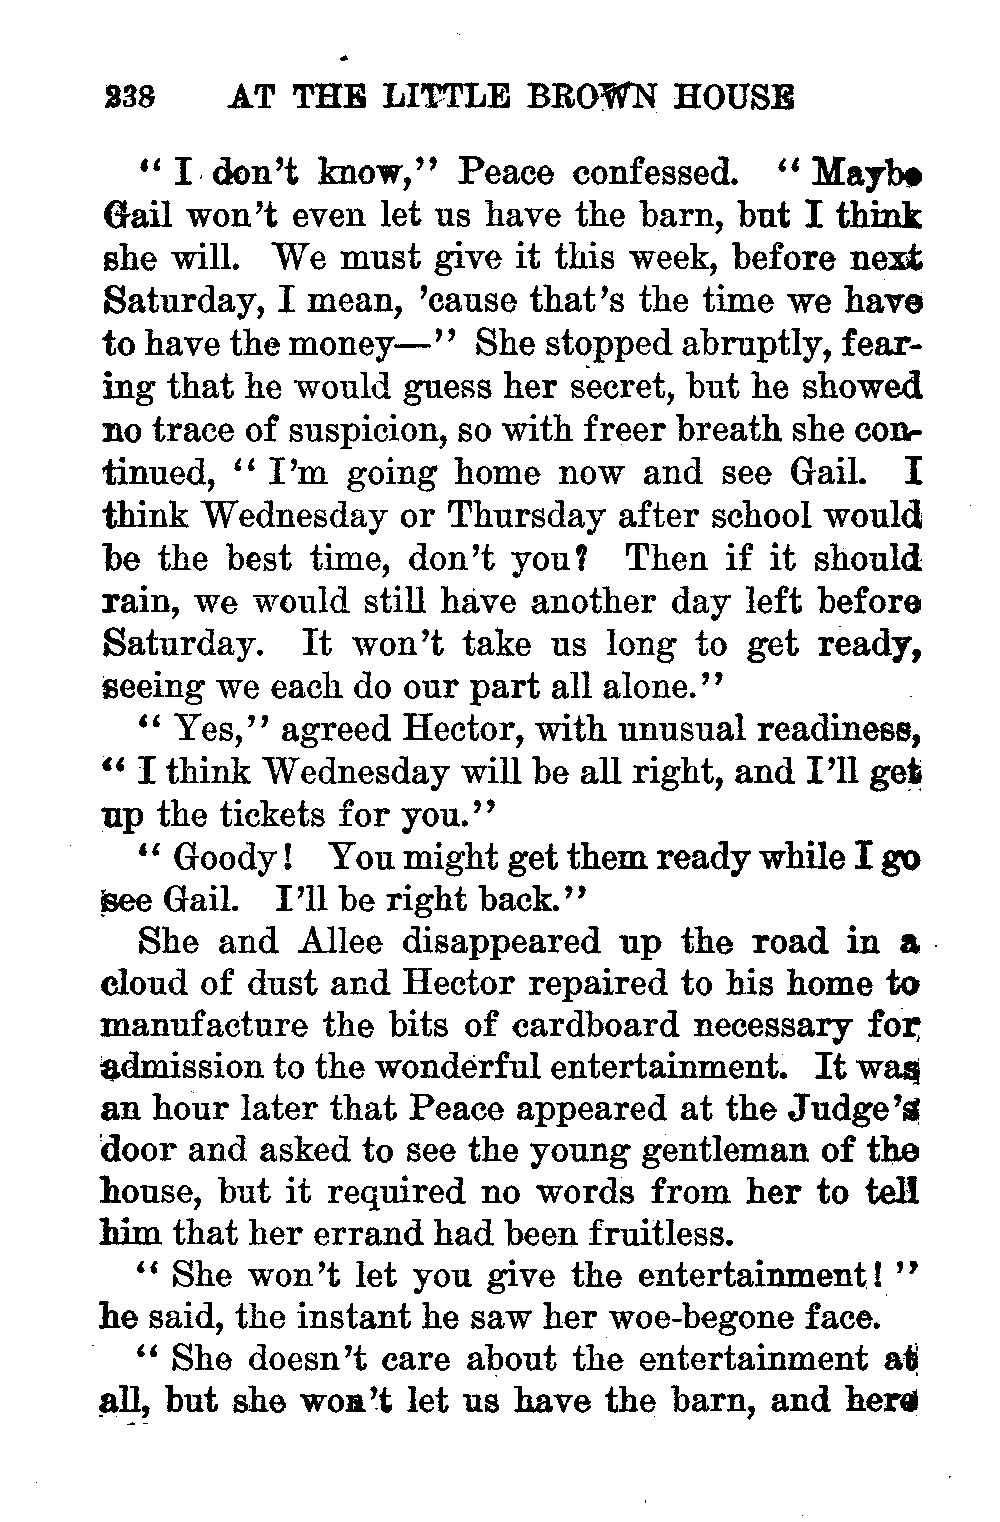 238 AT THE LITTLE BROWN HOUSE
“ I don’t know,” Peace confessed. “ Maybe
Gail won’t even let us have the barn, but I think
she will. We must give it this week, before next
Saturday, I mean, ’cause that’s the time we have
to have the money—” She stopped abruptly, fear-
ing that he would guess her secret, but he showed
no trace of suspicion, so with freer breath she con-
tinued, “ I’m going home now and see Gail. I
think Wednesday or Thursday after school would
be the best time, don’t you? Then if it should
rain, we would still have another day left before
Saturday. It won’t take us long to get ready,
seeing we each do our part all alone.”
“ Yes,” agreed Hector, with unusual readiness,
“ I think Wednesday will be all right, and I’ll get
up the tickets for you.”
“ Goody! You might get them ready while I go
see Gail. I’ll be right back.”
She and Allee disappeared up the road in a
cloud of dust and Hector repaired to his home to
manufacture the bits of cardboard necessary for
admission to the wonderful entertainment. It was
an hour later that Peace appeared at the Judge’s
door and asked to see the young gentleman of the
house, but it required no words from her to tell
him that her errand had been fruitless.
“ She won’t let you give the entertainment! ”
he said, the instant he saw her woe-begone face.
“ She doesn’t care about the entertainment at
all, but she won’t let us have the barn, and here